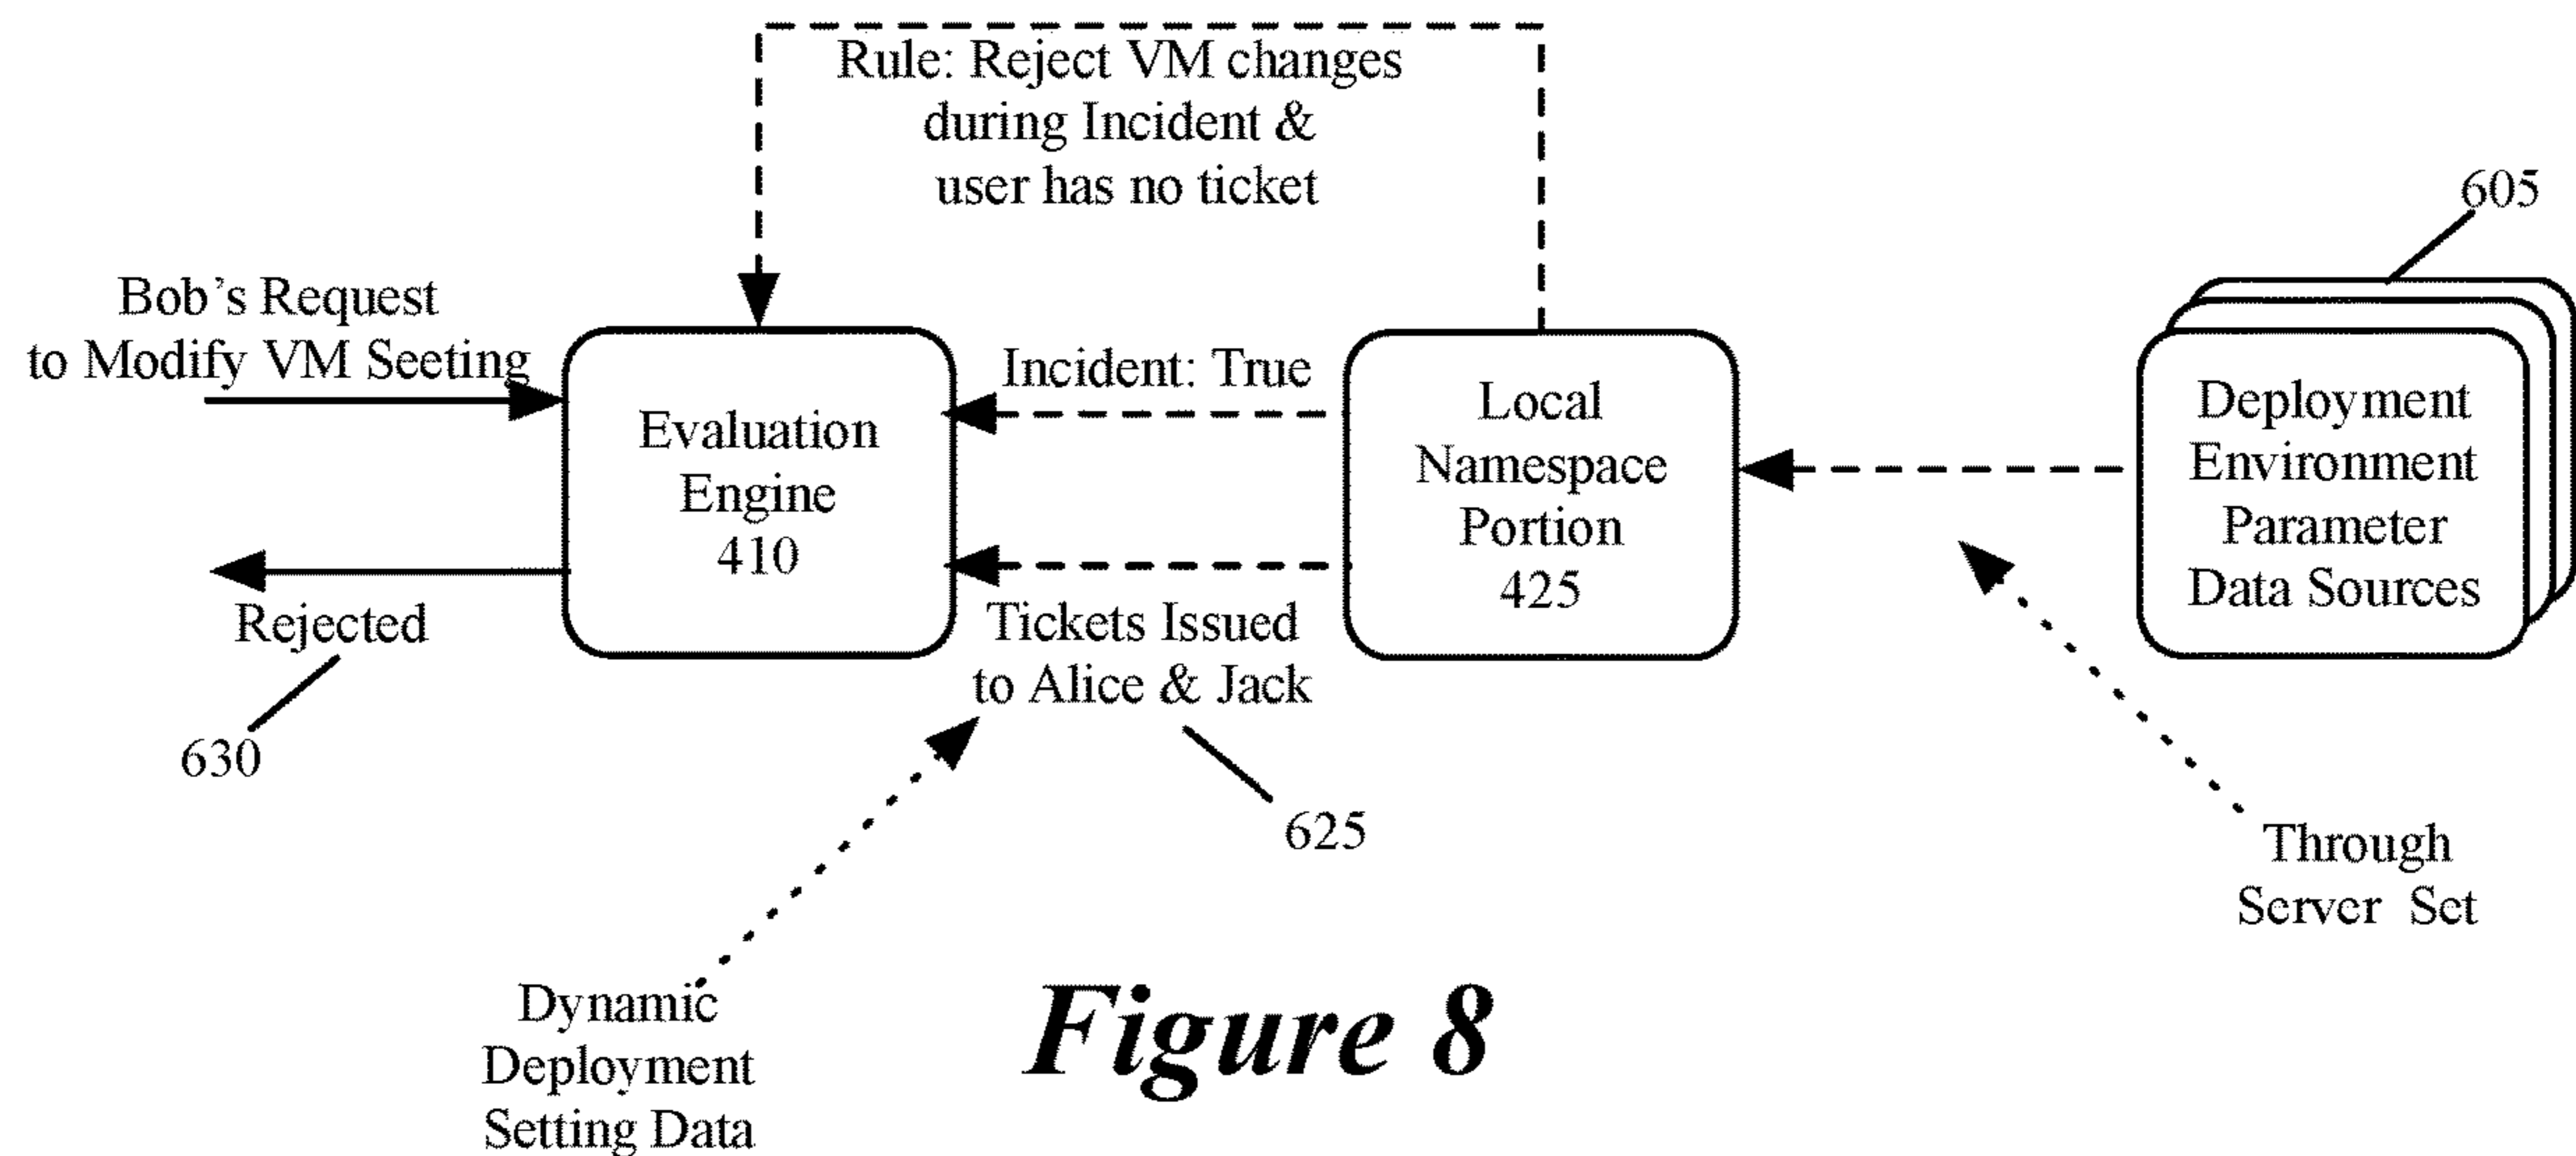 Rule: Reject VM changes
during Incident &
user has no ticket
605
Bob's Request
to Modify VM Seeting
Incident: True
Evaluation
Engine
410
Local
Namespace
Portion
425
Deployment
Environment
Parameter
Data Sources
Rejected
630
Tickets Issued
to Alice & Jack
625
Through
Server Set
Dynamic
Deployment
Setting Data
Figure 8